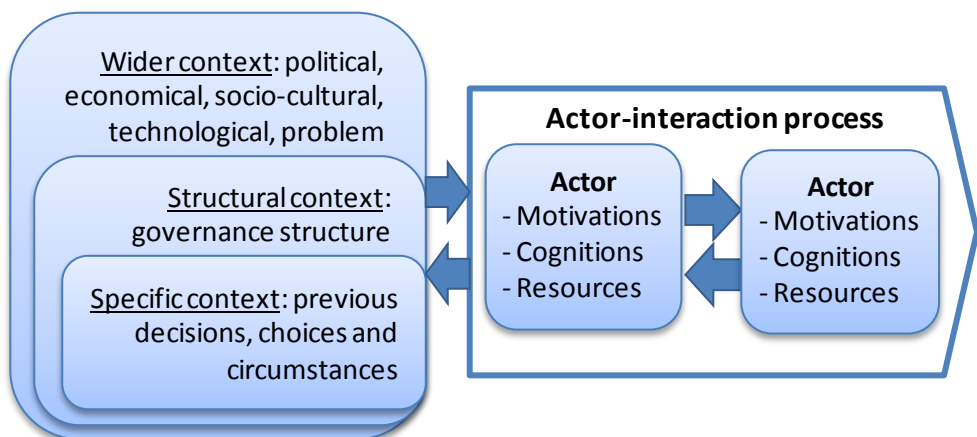 Wider context: political,
economical, socio-cultural,
technological, problem
Structural context:
governance structure
Specific context: previous
decisions, choices and
circumstances
Actor-interaction process
Actor
- Motivations
- Cognitions
- Resources
Actor
- Motivations
- Cognitions
- Resources